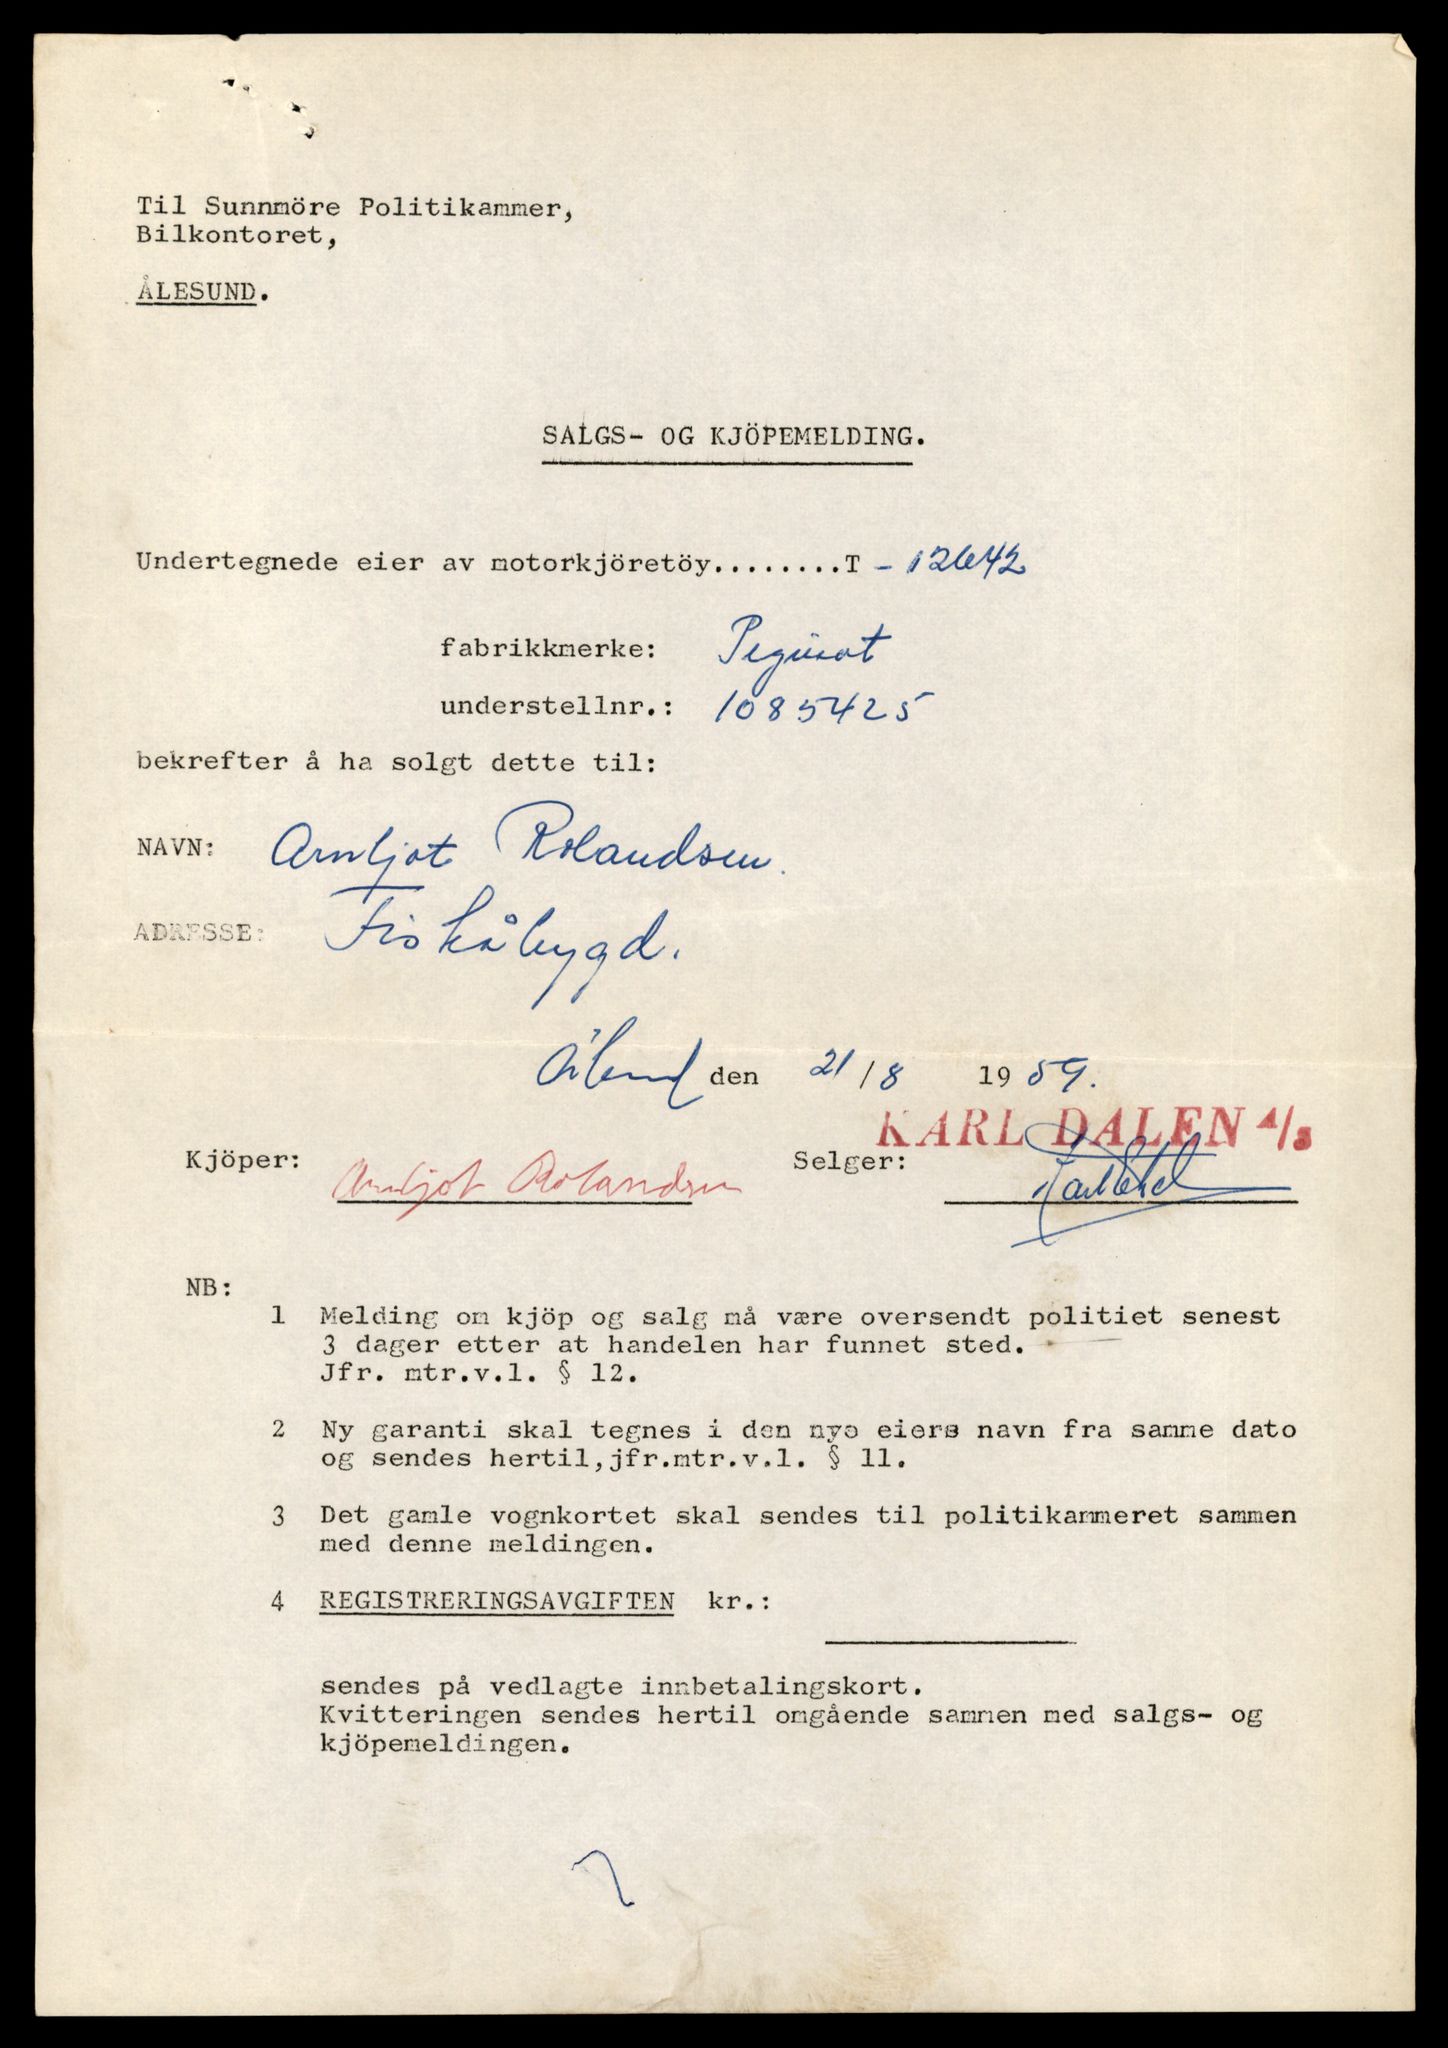 Til Sunnmöre Politikammer,
Bilkontoret,
ÅLESUND.
SALGS- OG KJÖPEMELDING.
Undertegnede eier av motorkjöretöy........T - 12642
fabrikkmerke: Pegusot
understellnr.: 1085425
bekrefter å ha solgt dette til:
NAVN: Arnljot Rolandsen.
ADRESSE: Fiskåbygd.
den 21/8 1959.
KARL DALEN A/S
Kjöper: Arnljot Rolandsen Selger:
NB:
1 Melding om kjöp og salg må være oversendt politiet senest
3 dager etter at handelen har funnet sted.
Jfr. mtr.v.l. § 12.
2 Ny garanti skal tegnes i den nye eiers navn fra samme dato
og sendes hertil,jfr.mtr.v.l. § 11.
3 Det gamle vognkortet skal sendes til politikammeret sammen
med denne meldingen.
4 REGISTRERINGSAVGIFTEN kr.:
sendes på vedlagte innbetalingskort.
Kvitteringen sendes hertil omgående sammen med salgs- og
kjöpemeldingen.